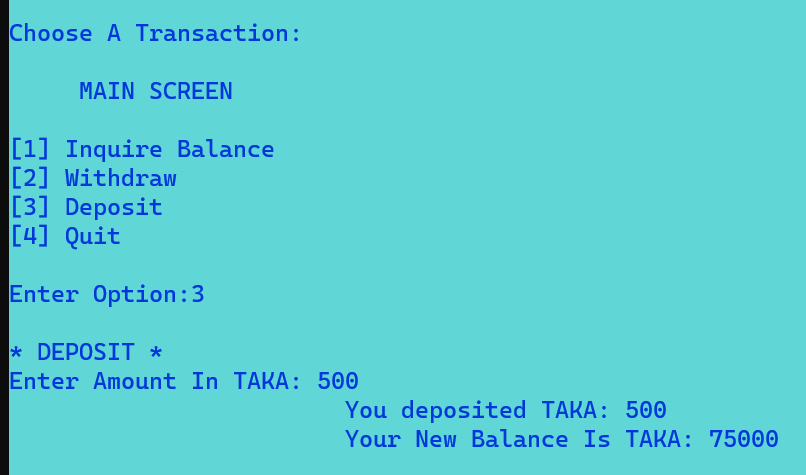 Choose A Transaction:
MAIN SCREEN
[1] Inquire Balance
[2] Withdraw
[3] Deposit
[4] Quit
Enter Option:3
* DEPOSIT *
Enter Amount In TAKA: 500
You deposited TAKA: 500
Your New Balance Is TAKA: 75000